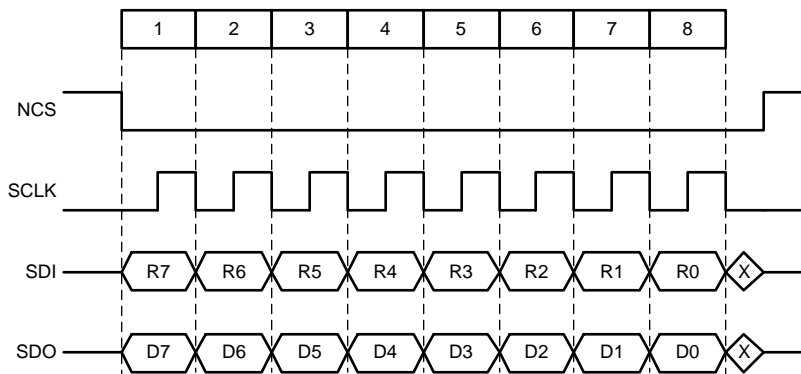 1 2 3 4 5 6 7 8
NCS
SCLK
SDI R7 R6 R5 R4 R3 R2 R1 R0 X
SDO D7 D6 D5 D4 D3 D2 D1 D0 X